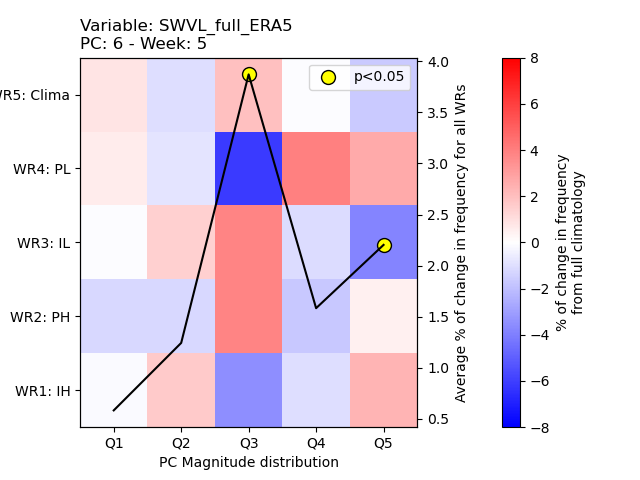 Variable: SWVL_full_ERA5
PC: 6 - Week: 5
p<0.05
WR5: Clima
WR4: PL
WR3: IL
WR2: PH
WR1: IH
Q1 Q2 Q3 Q4 Q5
PC Magnitude distribution
4.0
3.5
3.0
2.5
2.0
1.5
1.0
0.5
Average % of change in frequency for all WRs
8
6
4
2
0
−2
−4
−6
−8
% of change in frequency
from full climatology